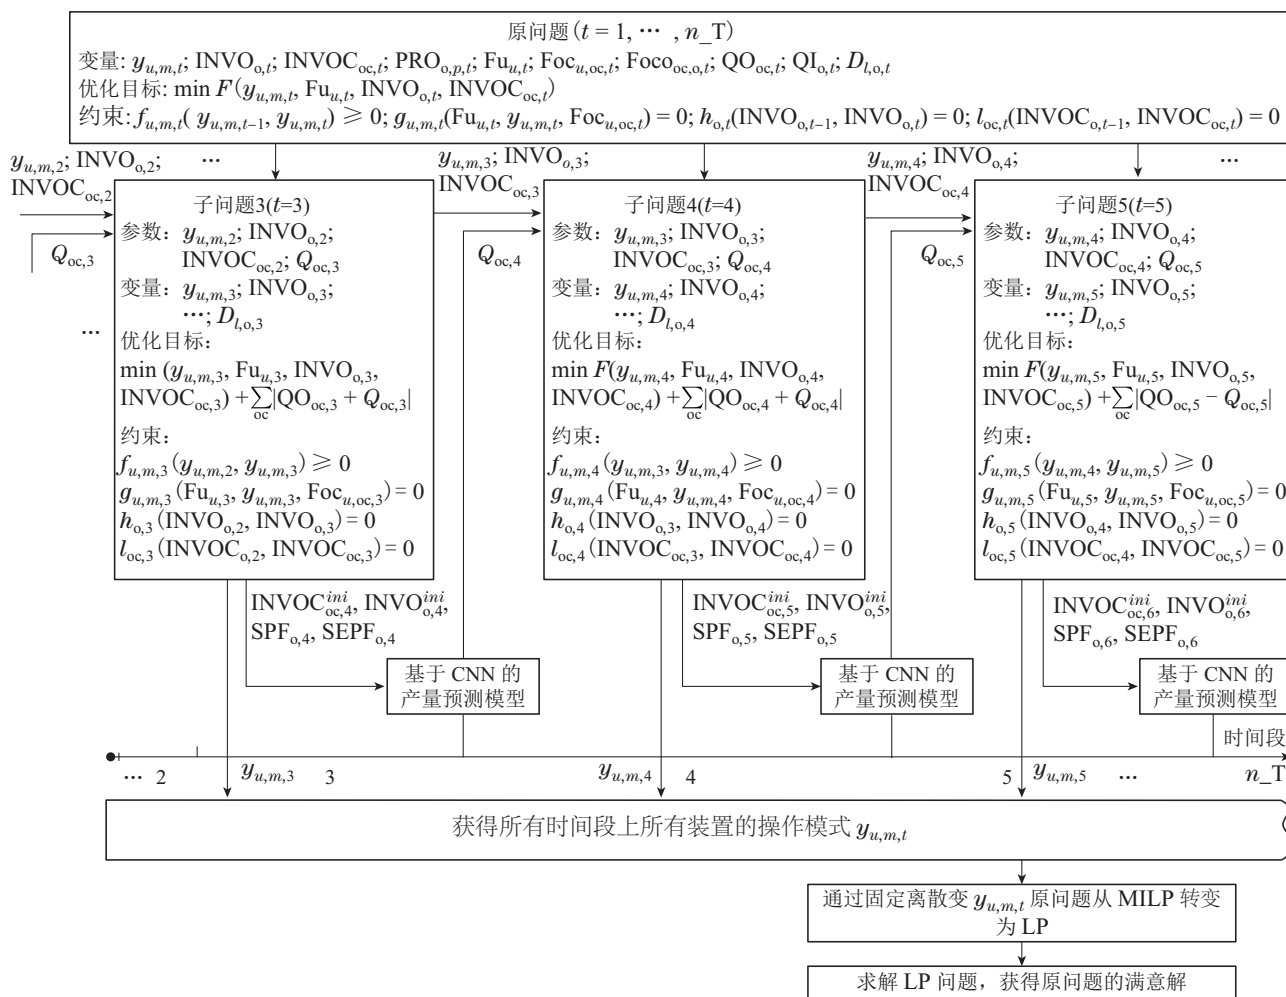 原问题 (t = 1, ⋯ , n_T)
变量: y_{u,m,t}; INVO_{o,t}; INVOC_{oc,t}; PRO_{o,p,t}; Fu_{u,t}; Foc_{u,oc,t}; Foco_{oc,o,t}; QO_{oc,t}; QI_{o,t}; D_{l,o,t}
优化目标: min F(y_{u,m,t}, Fu_{u,t}, INVO_{o,t}, INVOC_{oc,t})
约束: f_{u,m,t}( y_{u,m,t−1}, y_{u,m,t}) ≥ 0; g_{u,m,t}(Fu_{u,t}, y_{u,m,t}, Foc_{u,oc,t}) = 0; h_{o,t}(INVO_{o,t−1}, INVO_{o,t}) = 0; l_{oc,t}(INVOC_{o,t−1}, INVOC_{oc,t}) = 0
y_{u,m,2}; INVO_{o,2};
INVOC_{oc,2}
Q_{oc,3}
⋯
⋯
子问题3(t=3)
参数: y_{u,m,2}; INVO_{o,2};
INVOC_{oc,2}; Q_{oc,3}
变量: y_{u,m,3}; INVO_{o,3};
⋯; D_{l,o,3}
优化目标:
min (y_{u,m,3}, Fu_{u,3}, INVO_{o,3},
INVOC_{oc,3}) + ∑_{oc}|QO_{oc,3} + Q_{oc,3}|
约束:
f_{u,m,3} (y_{u,m,2}, y_{u,m,3}) ≥ 0
g_{u,m,3} (Fu_{u,3}, y_{u,m,3}, Foc_{u,oc,3}) = 0
h_{o,3} (INVO_{o,2}, INVO_{o,3}) = 0
l_{oc,3} (INVOC_{o,2}, INVOC_{oc,3}) = 0
y_{u,m,3}; INVO_{o,3};
INVOC_{oc,3}
Q_{oc,4}
子问题4(t=4)
参数: y_{u,m,3}; INVO_{o,3};
INVOC_{oc,3}; Q_{oc,4}
变量: y_{u,m,4}; INVO_{o,4};
⋯; D_{l,o,4}
优化目标:
min F(y_{u,m,4}, Fu_{u,4}, INVO_{o,4},
INVOC_{oc,4}) + ∑_{oc}|QO_{oc,4} + Q_{oc,4}|
约束:
f_{u,m,4} (y_{u,m,3}, y_{u,m,4}) ≥ 0
g_{u,m,4} (Fu_{u,4}, y_{u,m,4}, Foc_{u,oc,4}) = 0
h_{o,4} (INVO_{o,3}, INVO_{o,4}) = 0
l_{oc,4} (INVOC_{oc,3}, INVOC_{oc,4}) = 0
y_{u,m,4}; INVO_{o,4};
INVOC_{oc,4}
Q_{oc,5}
⋯
子问题5(t=5)
参数: y_{u,m,4}; INVO_{o,4};
INVOC_{oc,4}; Q_{oc,5}
变量: y_{u,m,5}; INVO_{o,5};
⋯; D_{l,o,5}
优化目标:
min F(y_{u,m,5}, Fu_{u,5}, INVO_{o,5},
INVOC_{oc,5}) + ∑_{oc}|QO_{oc,5} − Q_{oc,5}|
约束:
f_{u,m,5} (y_{u,m,4}, y_{u,m,5}) ≥ 0
g_{u,m,5} (Fu_{u,5}, y_{u,m,5}, Foc_{u,oc,5}) = 0
h_{o,5} (INVO_{o,4}, INVO_{o,5}) = 0
l_{oc,5} (INVOC_{oc,4}, INVOC_{oc,5}) = 0
INVOC^{ini}_{oc,4}, INVO^{ini}_{o,4},
SPF_{o,4}, SEPF_{o,4}
基于 CNN 的
产量预测模型
INVOC^{ini}_{oc,5}, INVO^{ini}_{o,5},
SPF_{o,5}, SEPF_{o,5}
基于 CNN 的
产量预测模型
INVOC^{ini}_{oc,6}, INVO^{ini}_{o,6},
SPF_{o,6}, SEPF_{o,6}
基于 CNN 的
产量预测模型
时间段
⋯ 2 y_{u,m,3} 3 y_{u,m,4} 4 5 y_{u,m,5} ⋯ n_T
获得所有时间段上所有装置的操作模式 y_{u,m,t}
通过固定离散变 y_{u,m,t} 原问题从 MILP 转变
为 LP
求解 LP 问题，获得原问题的满意解